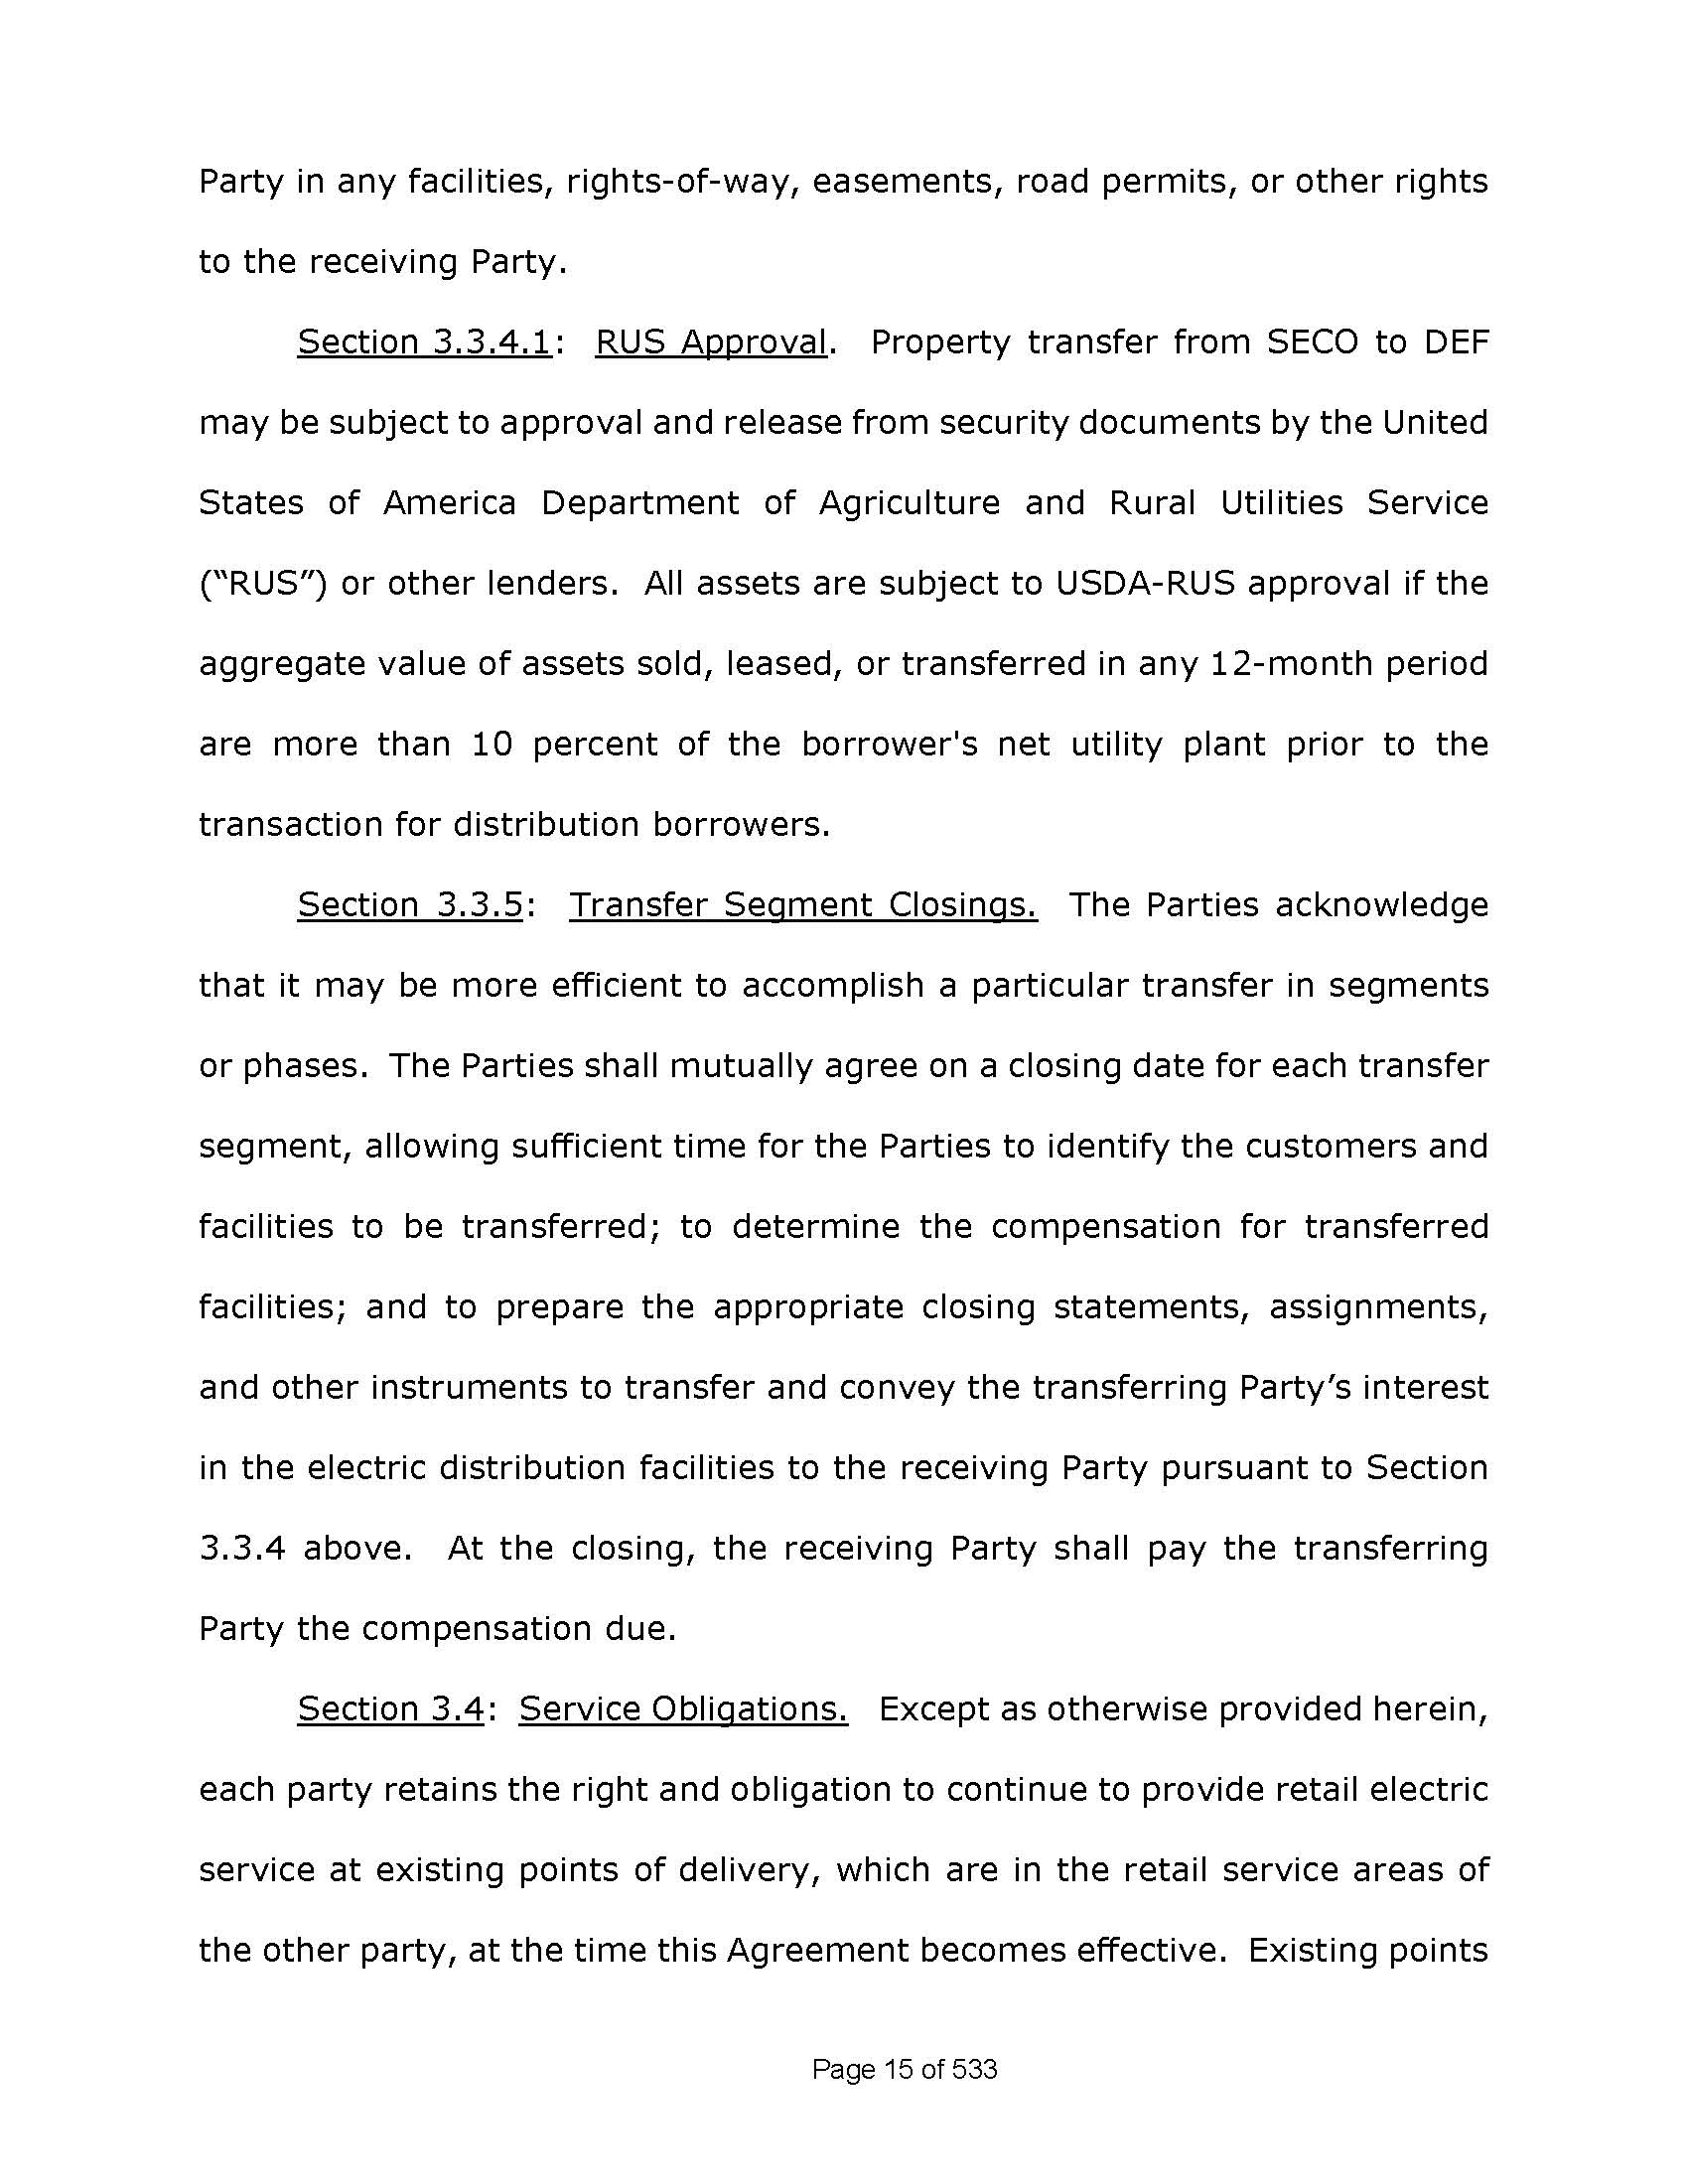 Party in any facilities, rights-of-way, easements, road permits, or other rights
to the receiving Party.
Section 3.3.4.1:  RUS Approval.  Property transfer from SECO to DEF
may be subject to approval and release from security documents by the United
States of America Department of Agriculture and Rural Utilities Service
(“RUS”) or other lenders.  All assets are subject to USDA-RUS approval if the
aggregate value of assets sold, leased, or transferred in any 12-month period
are more than 10 percent of the borrower's net utility plant prior to the
transaction for distribution borrowers.
Section 3.3.5:  Transfer Segment Closings.  The Parties acknowledge
that it may be more efficient to accomplish a particular transfer in segments
or phases.  The Parties shall mutually agree on a closing date for each transfer
segment, allowing sufficient time for the Parties to identify the customers and
facilities to be transferred; to determine the compensation for transferred
facilities; and to prepare the appropriate closing statements, assignments,
and other instruments to transfer and convey the transferring Party’s interest
in the electric distribution facilities to the receiving Party pursuant to Section
3.3.4 above.  At the closing, the receiving Party shall pay the transferring
Party the compensation due.
Section 3.4:  Service Obligations.  Except as otherwise provided herein,
each party retains the right and obligation to continue to provide retail electric
service at existing points of delivery, which are in the retail service areas of
the other party, at the time this Agreement becomes effective.  Existing points
Page 15 of 533